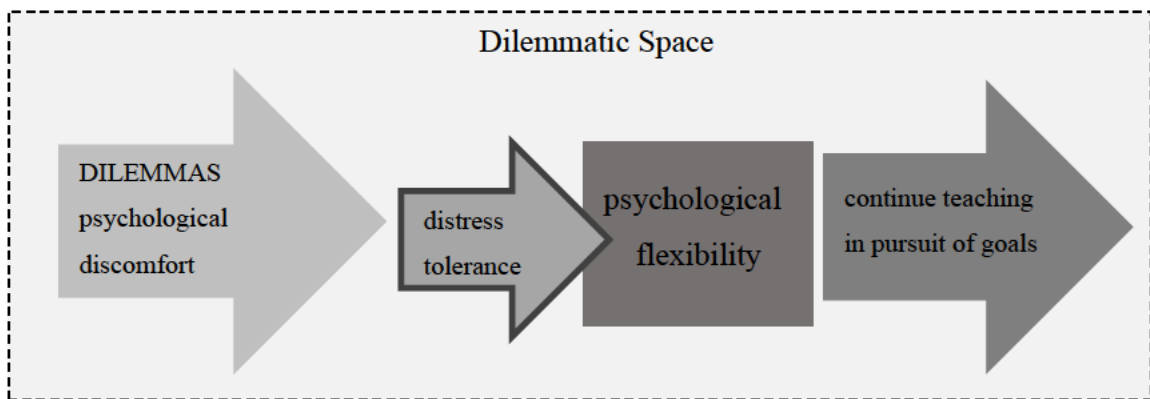 Dilemmatic Space
DILEMMAS
psychological
discomfort
distress
tolerance
psychological
flexibility
continue teaching
in pursuit of goals